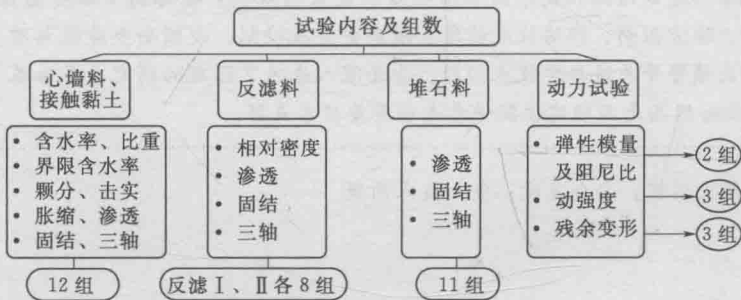 试验内容及组数
心墙料、
接触黏土
• 含水率、比重
• 界限含水率
• 颗分、击实
• 胀缩、渗透
• 固结、三轴
12 组
反滤料
• 相对密度
• 渗透
• 固结
• 三轴
反滤Ⅰ、Ⅱ各 8 组
堆石料
• 渗透
• 固结
• 三轴
11 组
动力试验
• 弹性模量
及阻尼比
• 动强度
• 残余变形
2 组
3 组
3 组